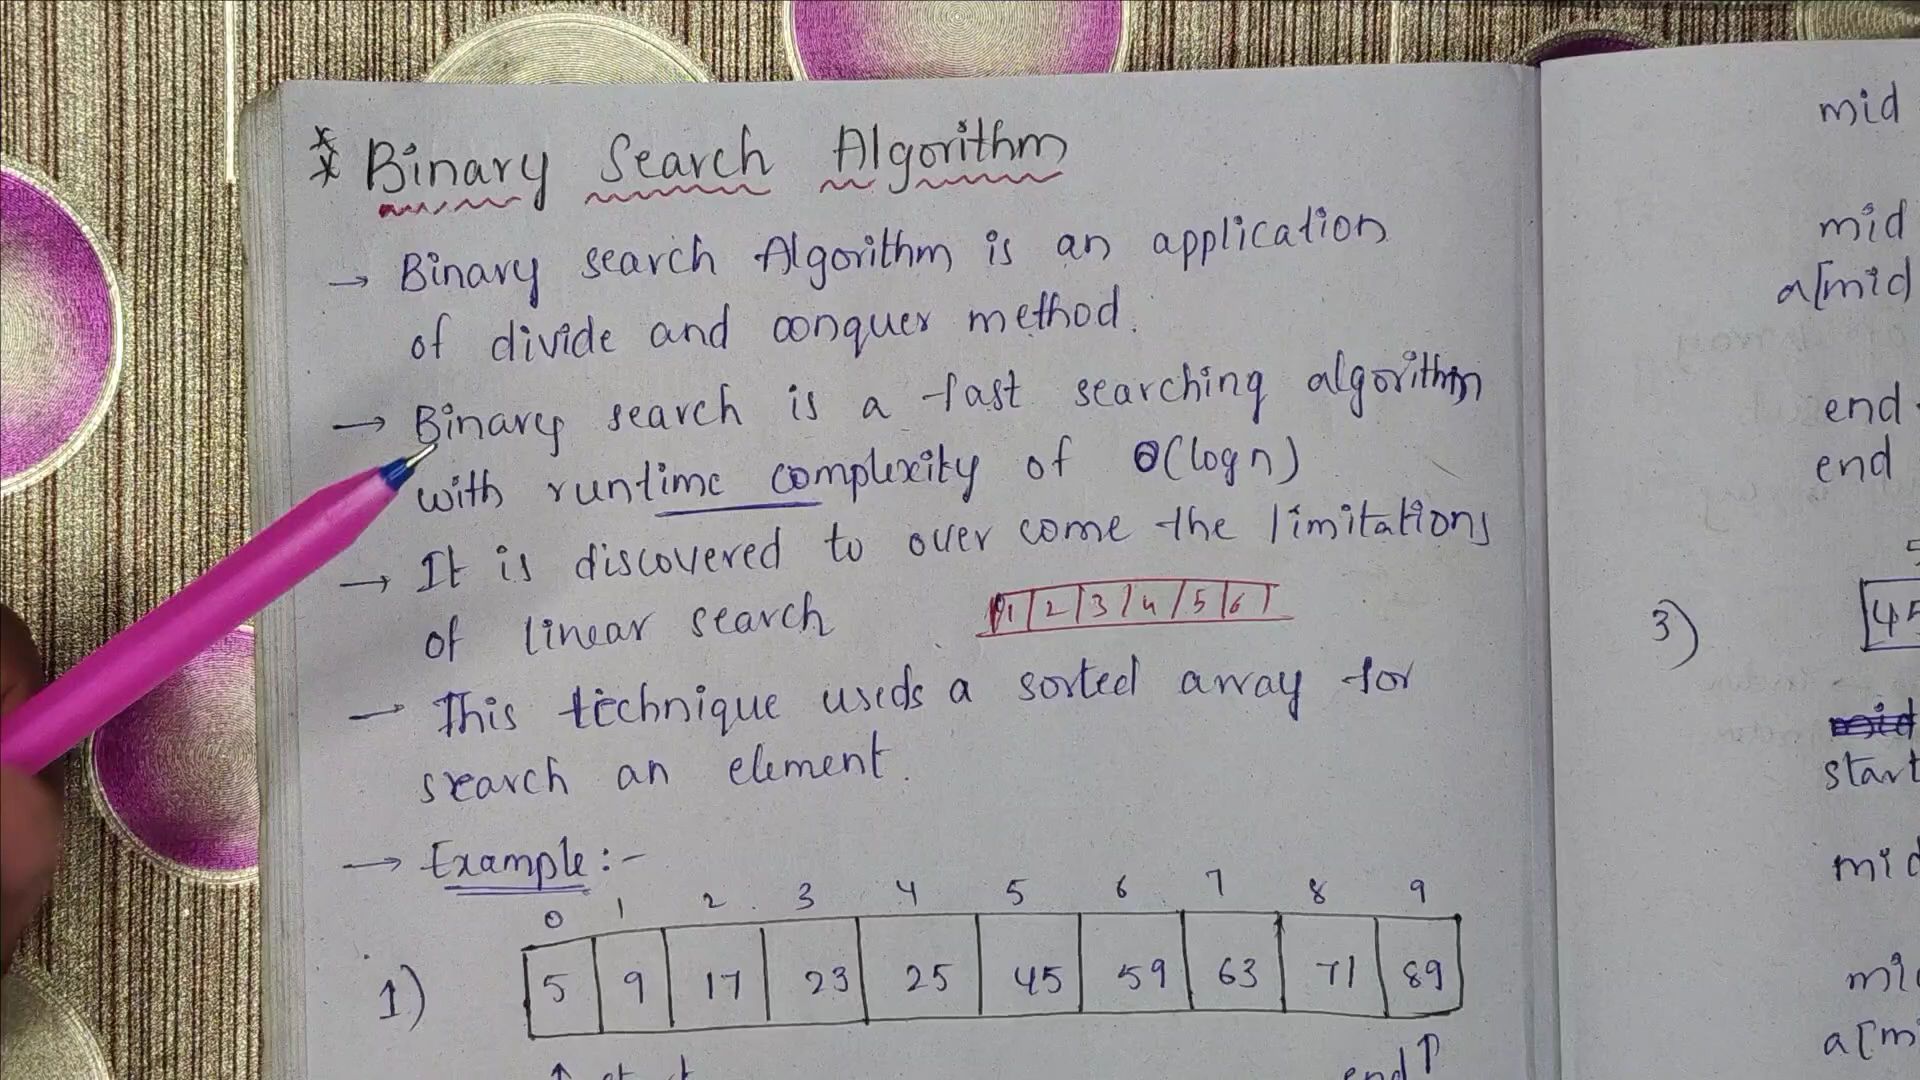 Binary Search Algorithm
→ Binary search Algorithm is an application
of divide and conquer method.
→ Binary search is a fast searching algorithm
with runtime complexity of O(logn)
→ It is discovered to over come the limitations
of linear search
1 2 3 4 5 6
→ This technique useds a sorted array for
search an element.
→ Example:-
0 1 2 3 4 5 6 7 8 9
1) 5 9 17 23 25 45 59 63 71 89
↑ start end↑
mid
mid
a[mid
end
end
3)
45
start
mid
a[m